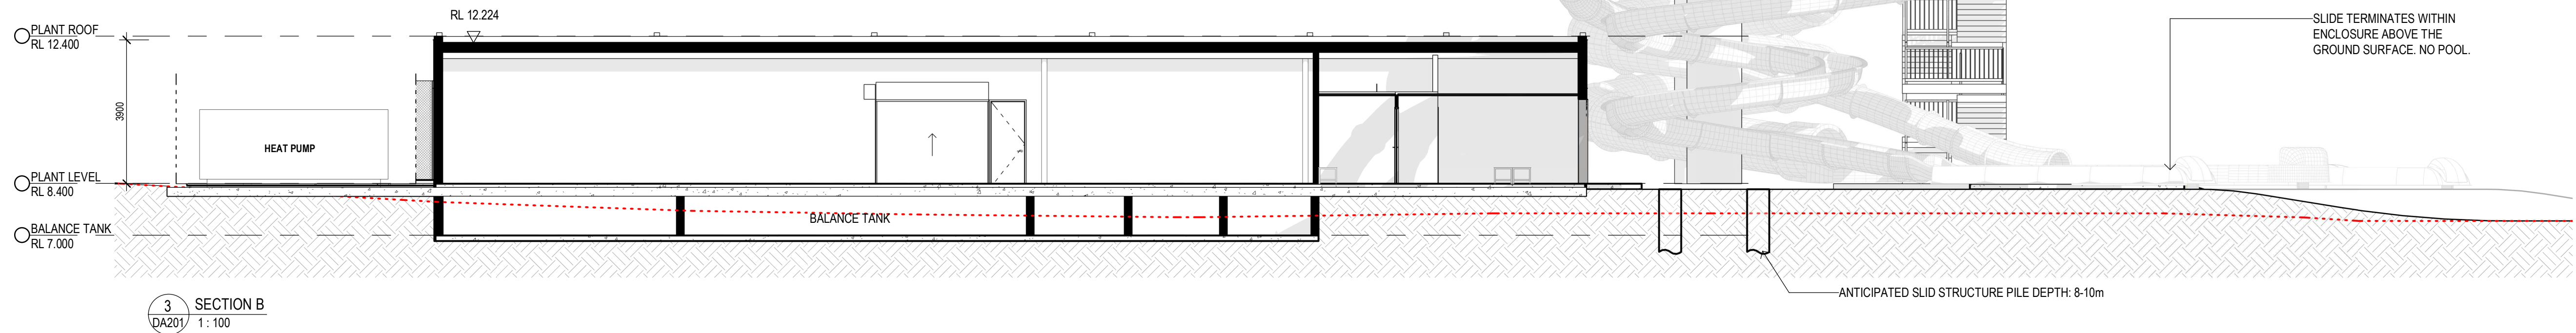 RL 12.224
PLANT ROOF
RL 12.400
SLIDE TERMINATES WITHIN
ENCLOSURE ABOVE THE
GROUND SURFACE. NO POOL.
3900
HEAT PUMP
PLANT LEVEL
RL 8.400
BALANCE TANK
BALANCE TANK
RL 7.000
ANTICIPATED SLID STRUCTURE PILE DEPTH: 8-10m
3
DA201
SECTION B
1 : 100